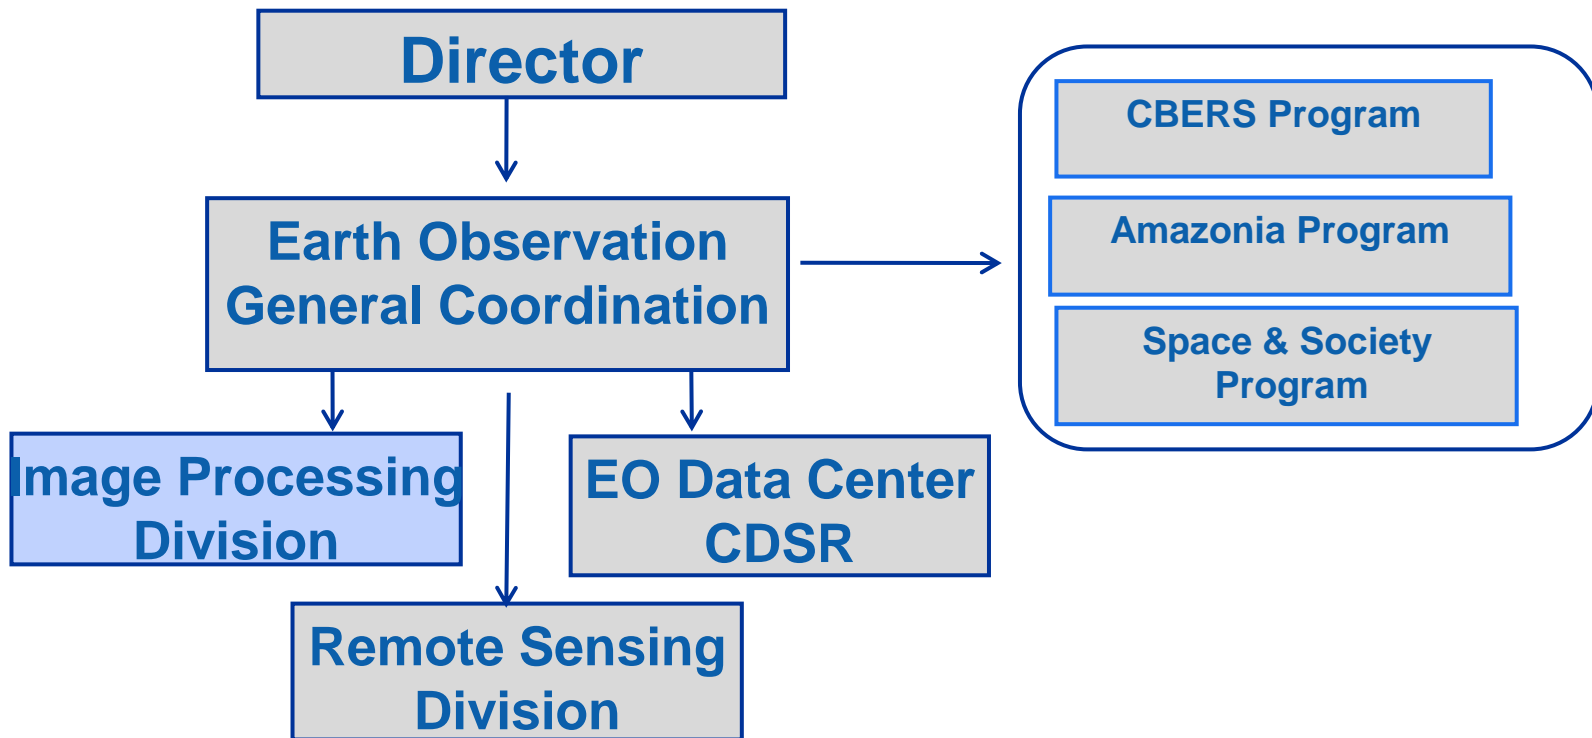 Director
Earth Observation
General Coordination
CBERS Program
Amazonia Program
Space & Society
Program
Image Processing
Division
EO Data Center
CDSR
Remote Sensing
Division